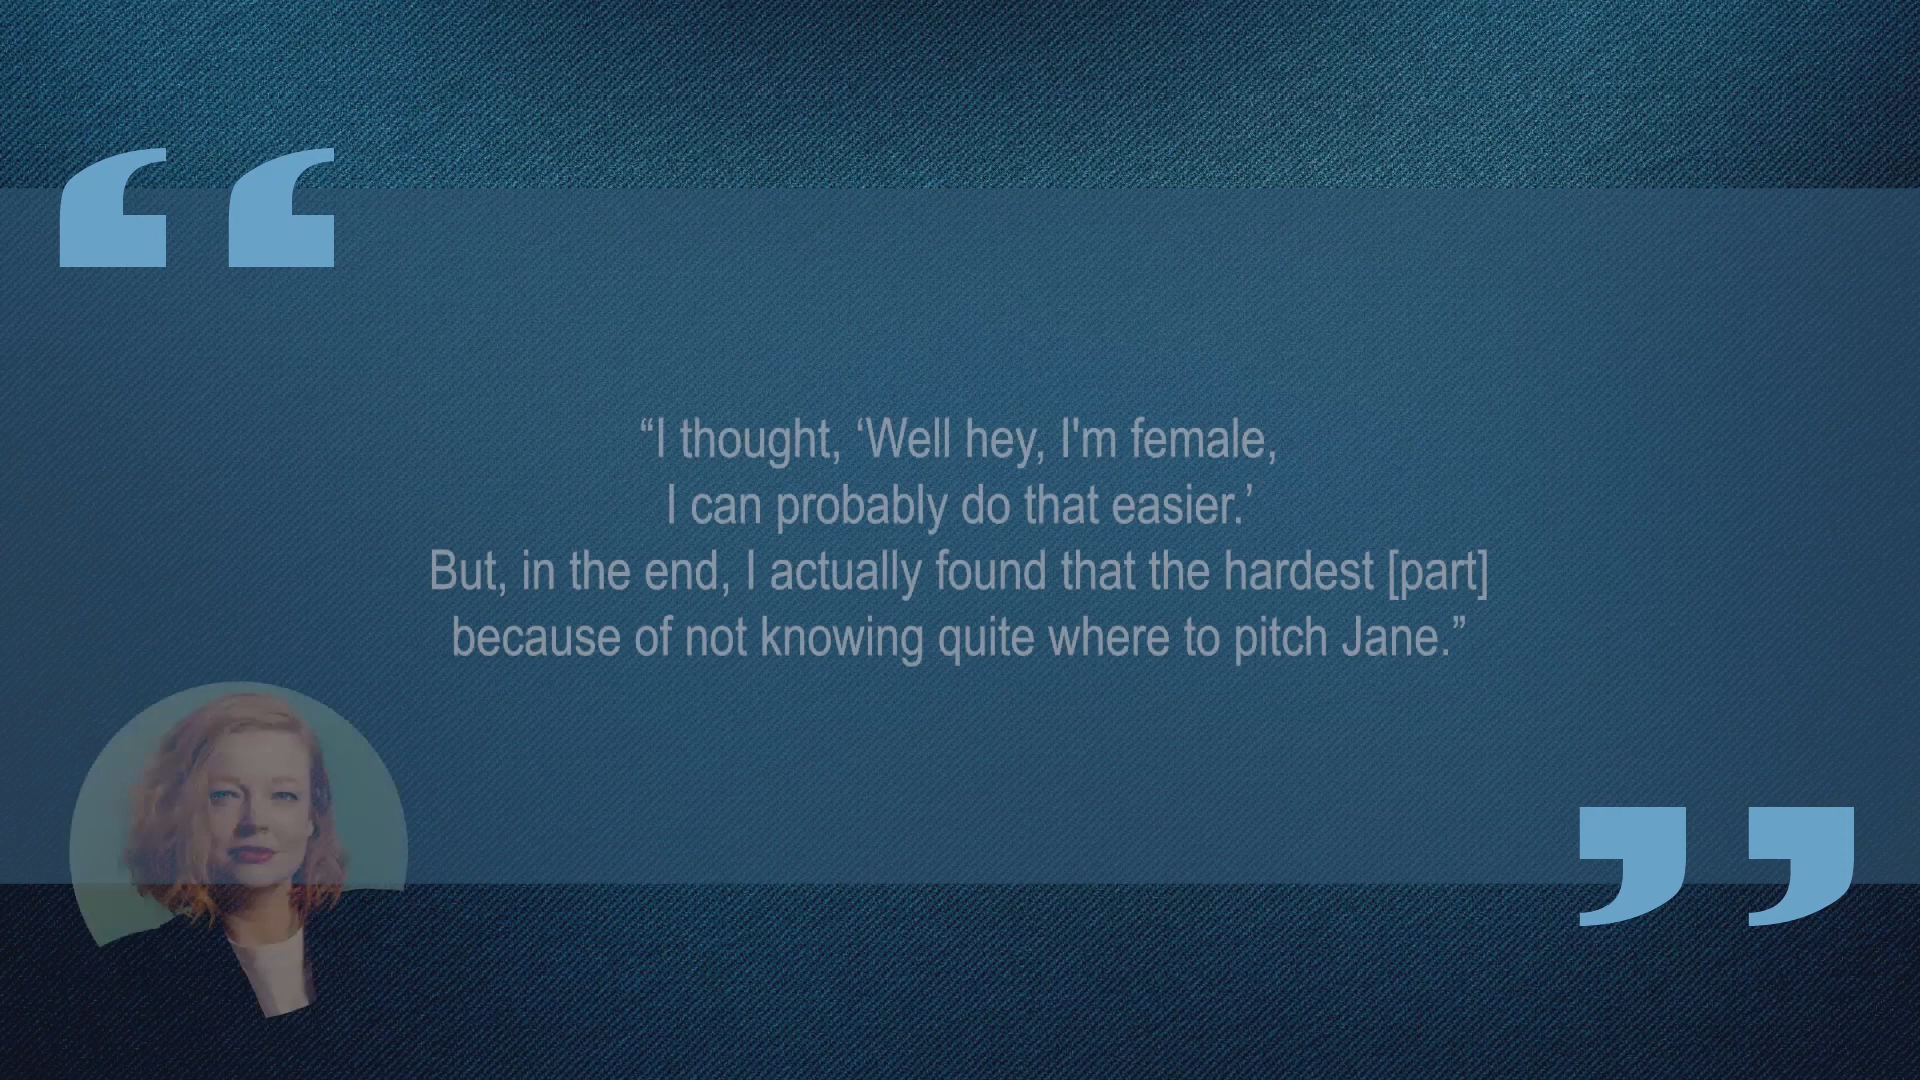 “I thought, ‘Well hey, I'm female,
I can probably do that easier.’
But, in the end, I actually found that the hardest [part]
because of not knowing quite where to pitch Jane.”